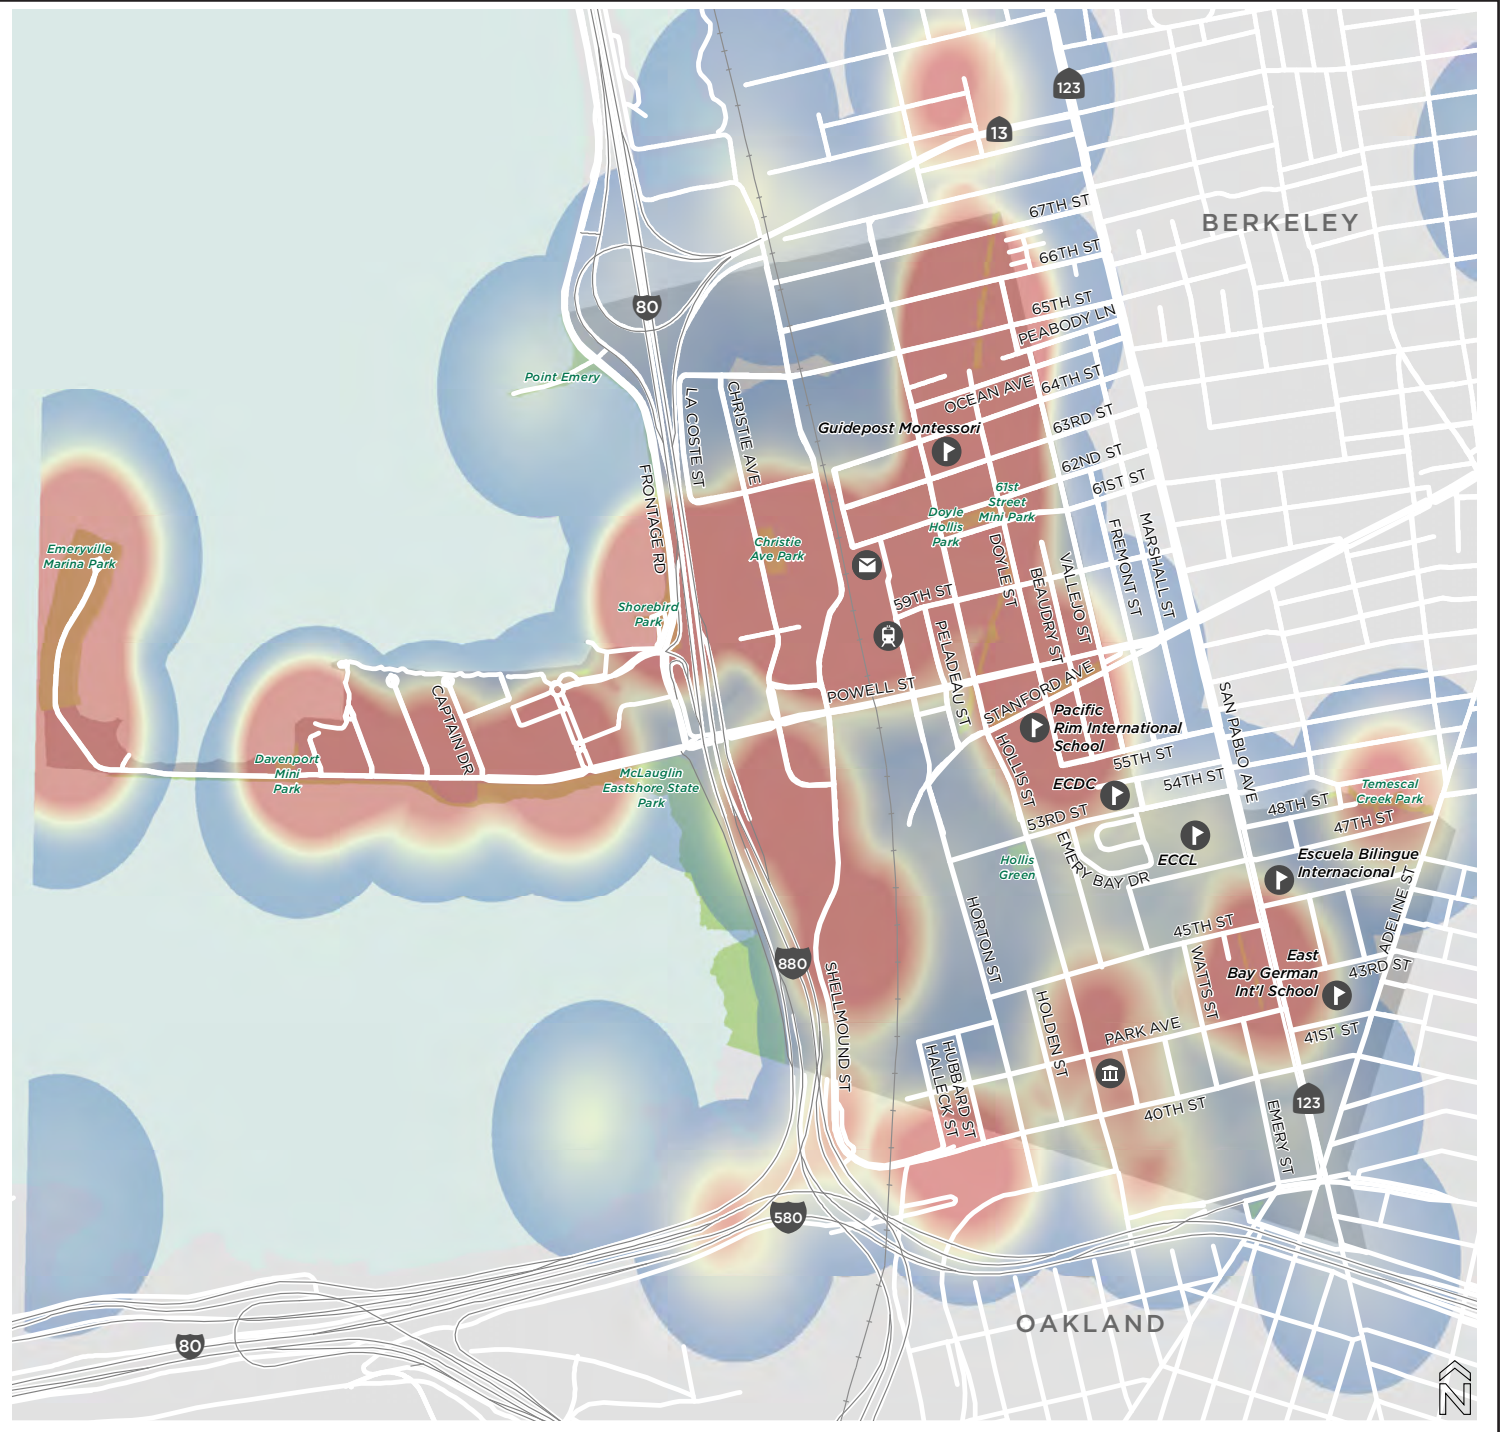 123
13
67TH ST
BERKELEY
66TH ST
80
65TH ST
PEABODY LN
Point Emery
64TH ST
LA COSTE ST
CHRISTIE AVE
OCEAN AVE
63RD ST
Guidepost Montessori
62ND ST
FRONTAGE RD
61ST ST
61st
Street
Mini Park
Doyle
Hollis
Park
Emeryville
Marina Park
Christie
Ave Park
DOYLE ST
FREMONT ST
MARSHALL ST
BEAUDRY ST
VALLEJO ST
59TH ST
Shorebird
Park
PELADEAU ST
POWELL ST
STANFORD AVE
CAPTAIN DR
SAN PABLO AVE
Pacific
Rim International
School
HOLLIS ST
55TH ST
Davenport
Mini
Park
McLauglin
Eastshore State
Park
ECDC
54TH ST
Temescal
Creek Park
48TH ST
53RD ST
47TH ST
EMERY BAY DR
ECCL
Hollis
Green
Escuela Bilingue
Internacional
ADELINE ST
HORTON ST
45TH ST
880
SHELLMOUND ST
WATTS ST
East
Bay German
Int'l School
43RD ST
HOLDEN ST
PARK AVE
41ST ST
HUBBARD ST
HALLECK ST
40TH ST
EMERY ST
123
580
OAKLAND
80
N